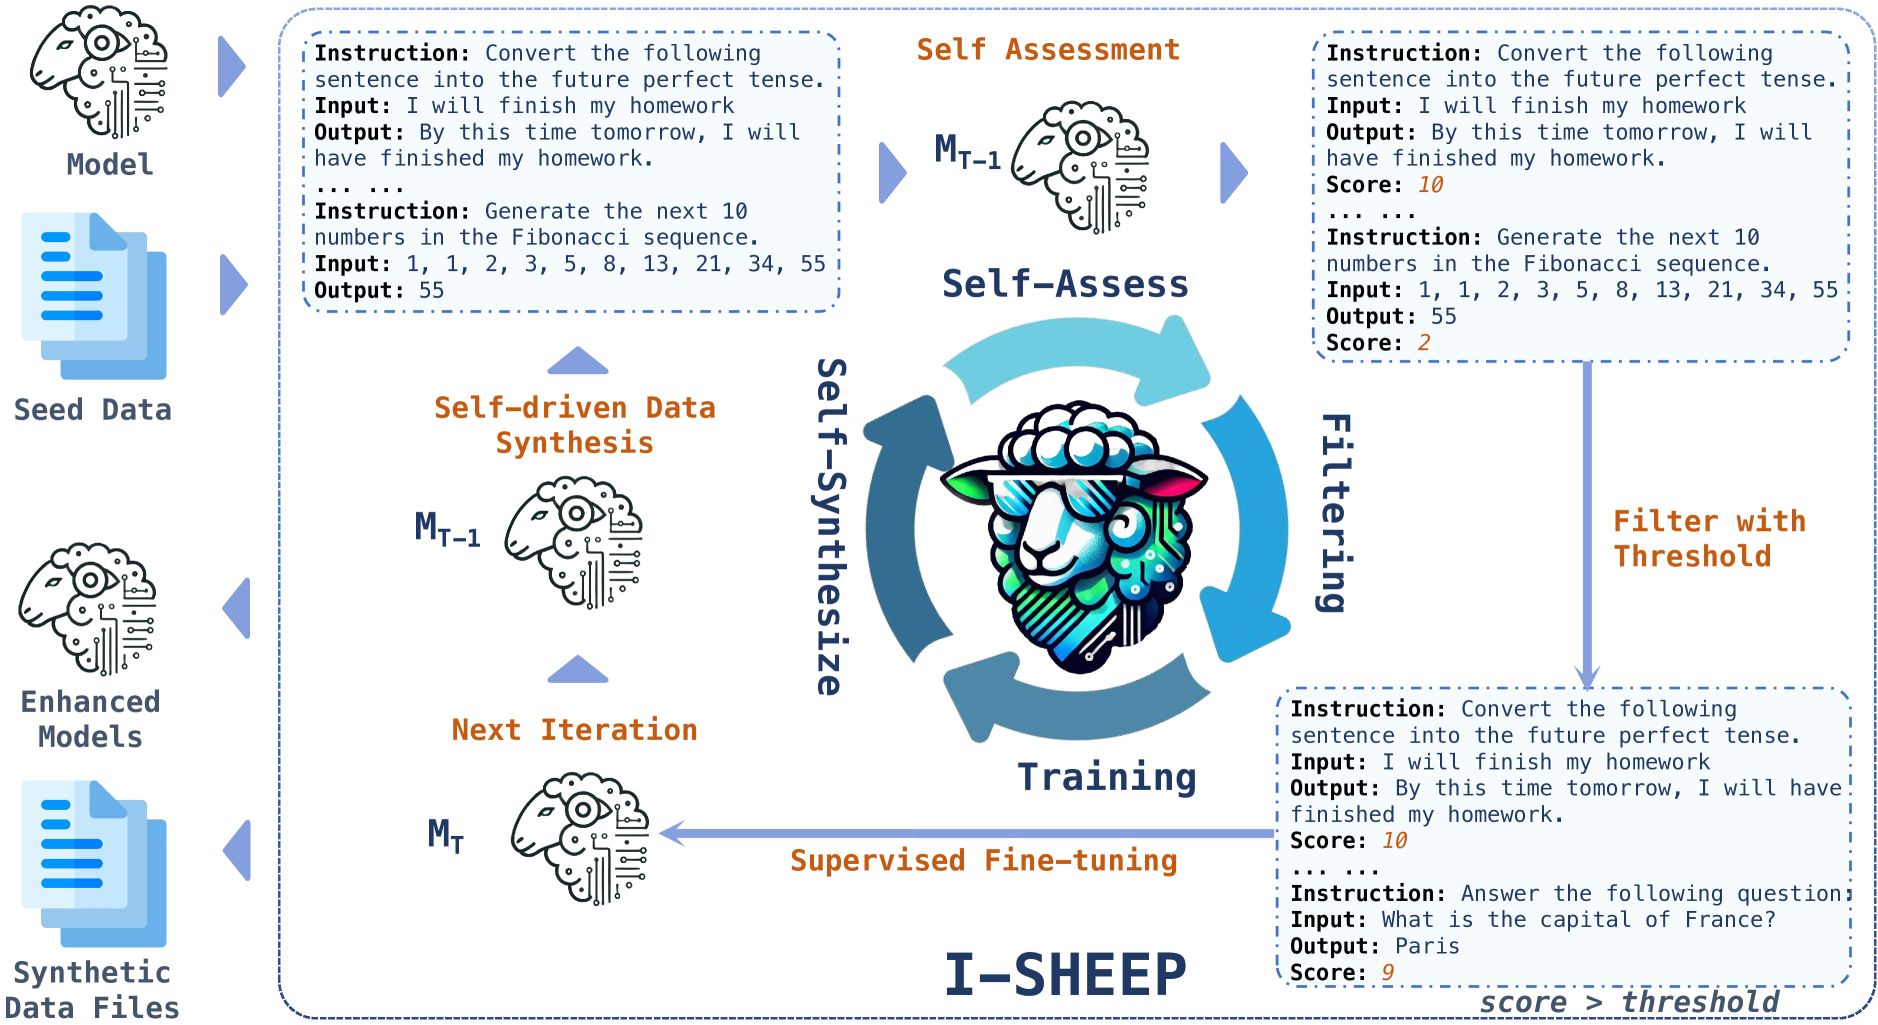 Model
Seed Data
Enhanced
Models
Synthetic
Data Files
Instruction: Convert the following
sentence into the future perfect tense.
Input: I will finish my homework
Output: By this time tomorrow, I will
have finished my homework.
... ...
Instruction: Generate the next 10
numbers in the Fibonacci sequence.
Input: 1, 1, 2, 3, 5, 8, 13, 21, 34, 55
Output: 55
Self Assessment
M_T-1
Instruction: Convert the following
sentence into the future perfect tense.
Input: I will finish my homework
Output: By this time tomorrow, I will
have finished my homework.
Score: 10
... ...
Instruction: Generate the next 10
numbers in the Fibonacci sequence.
Input: 1, 1, 2, 3, 5, 8, 13, 21, 34, 55
Output: 55
Score: 2
Self-driven Data
Synthesis
M_T-1
Next Iteration
M_T
Self-Assess
Self-Synthesize
Filtering
Training
Filter with
Threshold
Supervised Fine-tuning
Instruction: Convert the following
sentence into the future perfect tense.
Input: I will finish my homework
Output: By this time tomorrow, I will have
finished my homework.
Score: 10
... ...
Instruction: Answer the following question:
Input: What is the capital of France?
Output: Paris
Score: 9
score > threshold
I-SHEEP